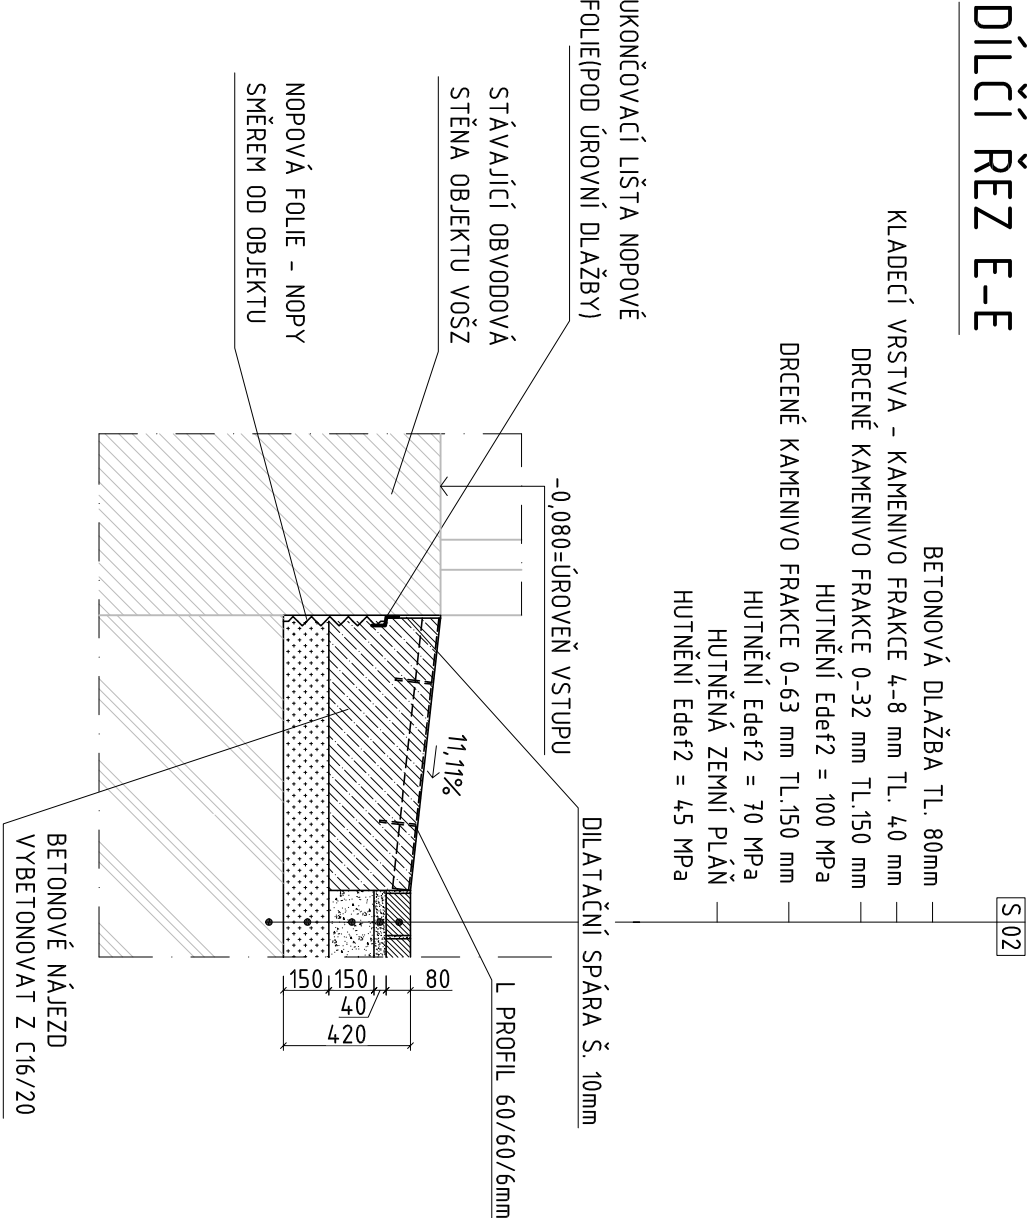 DÍLČÍ ŘEZ E-E
S 02
BETONOVÁ DLAŽBA TL. 80mm
KLADECÍ VRSTVA - KAMENIVO FRAKCE 4-8 mm TL. 40 mm
DRCENÉ KAMENIVO FRAKCE 0-32 mm TL.150 mm
HUTNĚNÍ Edef2 = 100 MPa
DRCENÉ KAMENIVO FRAKCE 0-63 mm TL.150 mm
HUTNĚNÍ Edef2 = 70 MPa
HUTNĚNÁ ZEMNÍ PLÁŇ
HUTNĚNÍ Edef2 = 45 MPa
UKONČOVACÍ LIŠTA NOPOVÉ
FOLIE(POD ÚROVNÍ DLAŽBY)
STÁVAJÍCÍ OBVODOVÁ
STĚNA OBJEKTU VOŠZ
NOPOVÁ FOLIE - NOPY
SMĚREM OD OBJEKTU
-0,080=ÚROVEŇ VSTUPU
11,11%
DILATAČNÍ SPÁRA Š. 10mm
L PROFIL 60/60/6mm
80
150
150
40
420
BETONOVÉ NÁJEZD
VYBETONOVAT Z C16/20